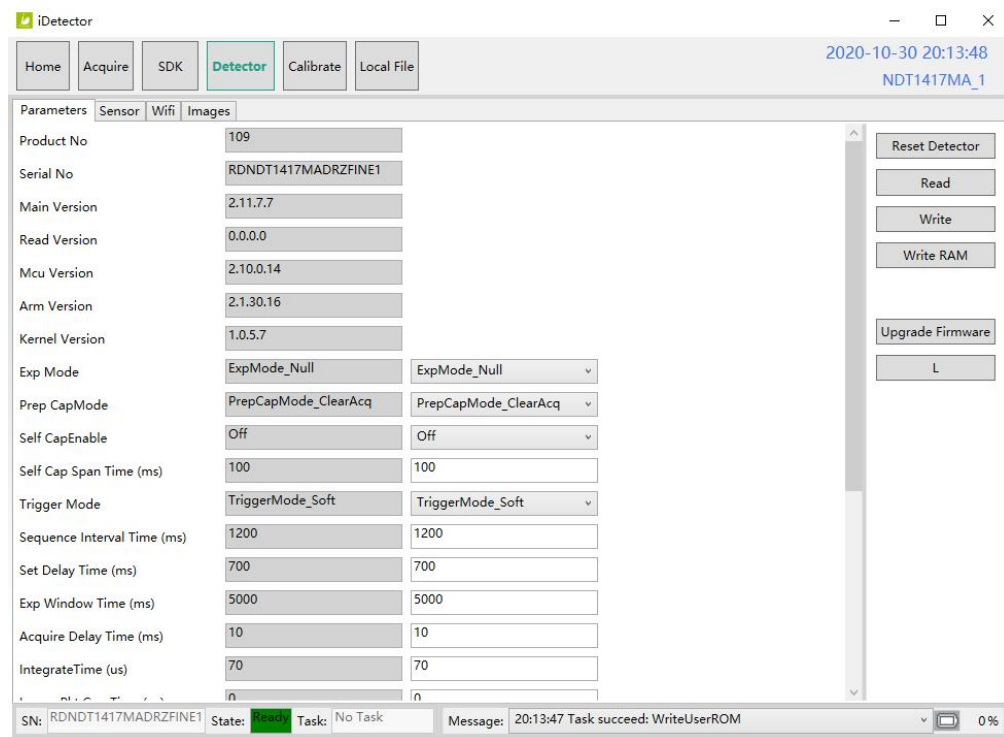 iDetector
Home Acquire SDK Detector Calibrate Local File
2020-10-30 20:13:48
NDT1417MA_1
Parameters Sensor Wifi Images
Product No 109
Serial No RDNDT1417MADRZFINE1
Main Version 2.11.7.7
Read Version 0.0.0.0
Mcu Version 2.10.0.14
Arm Version 2.1.30.16
Kernel Version 1.0.5.7
Exp Mode ExpMode_Null ExpMode_Null
Prep CapMode PrepCapMode_ClearAcq PrepCapMode_ClearAcq
Self CapEnable Off Off
Self Cap Span Time (ms) 100 100
Trigger Mode TriggerMode_Soft TriggerMode_Soft
Sequence Interval Time (ms) 1200 1200
Set Delay Time (ms) 700 700
Exp Window Time (ms) 5000 5000
Acquire Delay Time (ms) 10 10
IntegrateTime (us) 70 70
0 0
Reset Detector
Read
Write
Write RAM
Upgrade Firmware
L
SN: RDNDT1417MADRZFINE1 State: Ready Task: No Task Message: 20:13:47 Task succeed: WriteUserROM 0%